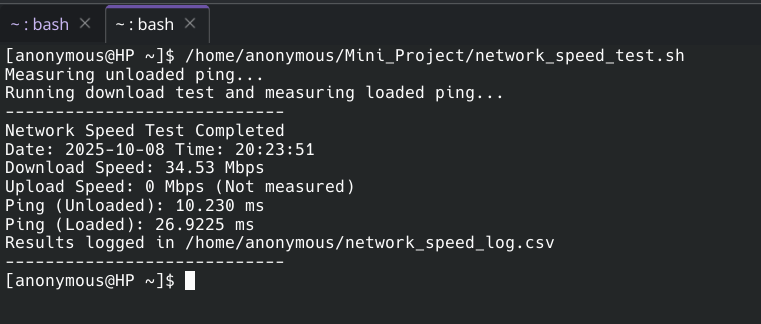 ~ : bash ✕ ~ : bash ✕
[anonymous@HP ~]$ /home/anonymous/Mini_Project/network_speed_test.sh
Measuring unloaded ping...
Running download test and measuring loaded ping...
----------------------------
Network Speed Test Completed
Date: 2025-10-08 Time: 20:23:51
Download Speed: 34.53 Mbps
Upload Speed: 0 Mbps (Not measured)
Ping (Unloaded): 10.230 ms
Ping (Loaded): 26.9225 ms
Results logged in /home/anonymous/network_speed_log.csv
----------------------------
[anonymous@HP ~]$